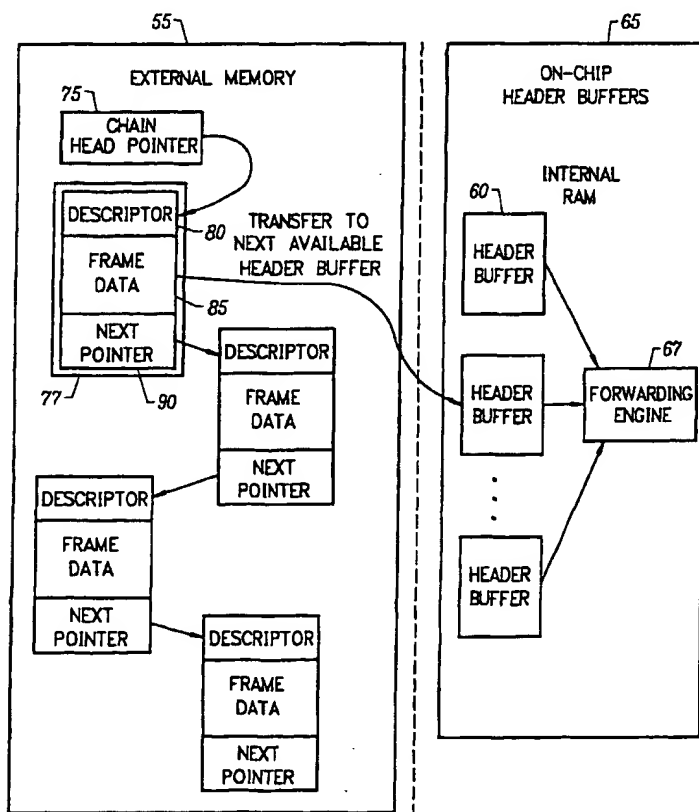 55
65
EXTERNAL MEMORY
75
CHAIN
HEAD POINTER
DESCRIPTOR
80
FRAME
DATA
85
NEXT
POINTER
77
90
TRANSFER TO
NEXT AVAILABLE
HEADER BUFFER
DESCRIPTOR
FRAME
DATA
NEXT
POINTER
DESCRIPTOR
FRAME
DATA
NEXT
POINTER
DESCRIPTOR
FRAME
DATA
NEXT
POINTER
ON-CHIP
HEADER BUFFERS
INTERNAL
RAM
60
HEADER
BUFFER
HEADER
BUFFER
HEADER
BUFFER
67
FORWARDING
ENGINE